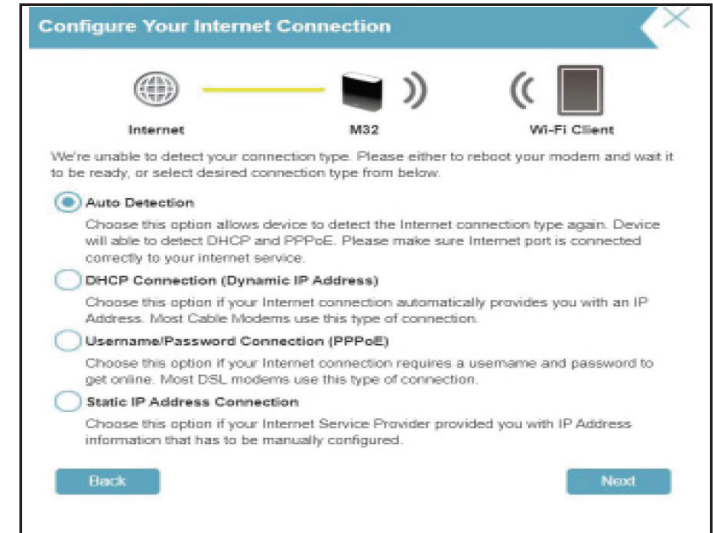 Configure Your Internet Connection
Internet
M32
Wi-Fi Client
We're unable to detect your connection type. Please either to reboot your modem and wait it
to be ready, or select desired connection type from below.
Auto Detection
Choose this option allows device to detect the Internet connection type again. Device
will able to detect DHCP and PPPoE. Please make sure Internet port is connected
correctly to your internet service.
DHCP Connection (Dynamic IP Address)
Choose this option if your Internet connection automatically provides you with an IP
Address. Most Cable Modems use this type of connection.
Username/Password Connection (PPPoE)
Choose this option if your Internet connection requires a username and password to
get online. Most DSL modems use this type of connection.
Static IP Address Connection
Choose this option if your Internet Service Provider provided you with IP Address
information that has to be manually configured.
Back
Next